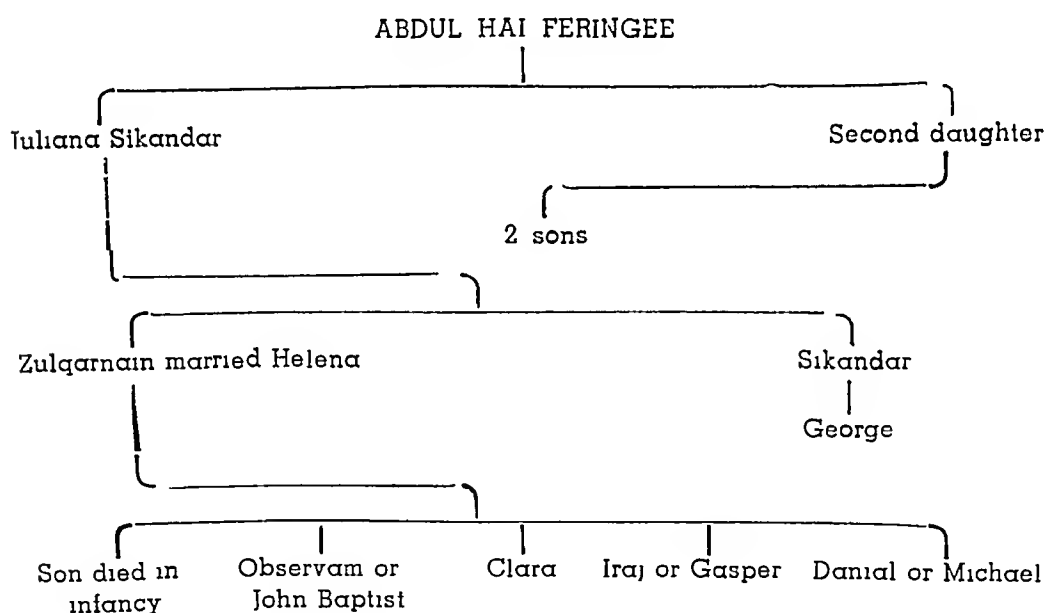 ABDUL HAI FERINGEE
Juliana Sikandar
Second daughter
2 sons
Zulqarnain married Helena
Sikandar
George
Son died in
infancy
Observam or
John Baptist
Clara
Iraj or Gasper
Danial or Michael